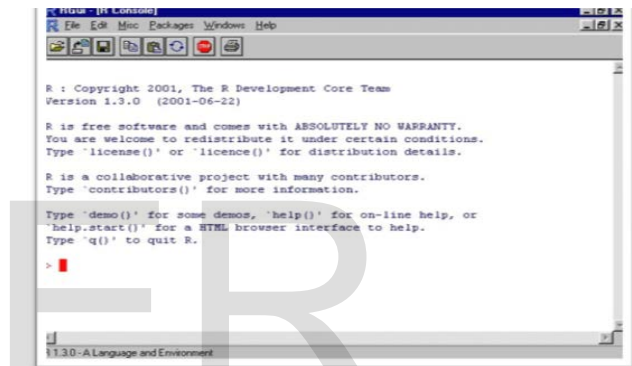 RGui - [R Console]
File Edit Misc Packages Windows Help
STOP
R : Copyright 2001, The R Development Core Team
Version 1.3.0 (2001-06-22)
R is free software and comes with ABSOLUTELY NO WARRANTY.
You are welcome to redistribute it under certain conditions.
Type `license()' or `licence()' for distribution details.
R is a collaborative project with many contributors.
Type `contributors()' for more information.
Type `demo()' for some demos, `help()' for on-line help, or
`help.start()' for a HTML browser interface to help.
Type `q()' to quit R.
>
R 1.3.0 - A Language and Environment
ER